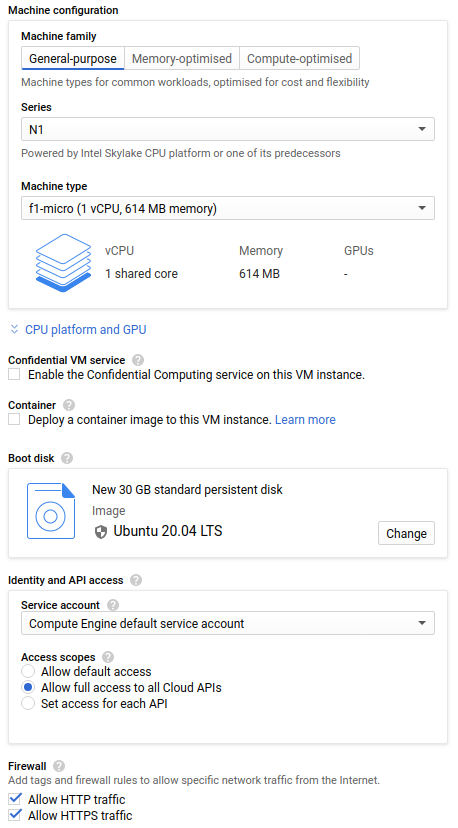 Machine configuration
Machine family
General-purpose Memory-optimised Compute-optimised
Machine types for common workloads, optimised for cost and flexibility
Series
N1
Powered by Intel Skylake CPU platform or one of its predecessors
Machine type
f1-micro (1 vCPU, 614 MB memory)
vCPU Memory GPUs
1 shared core 614 MB -
CPU platform and GPU
Confidential VM service ?
Enable the Confidential Computing service on this VM instance.
Container ?
Deploy a container image to this VM instance. Learn more
Boot disk ?
New 30 GB standard persistent disk
Image
Ubuntu 20.04 LTS
Change
Identity and API access ?
Service account ?
Compute Engine default service account
Access scopes ?
Allow default access
Allow full access to all Cloud APIs
Set access for each API
Firewall ?
Add tags and firewall rules to allow specific network traffic from the Internet.
Allow HTTP traffic
Allow HTTPS traffic